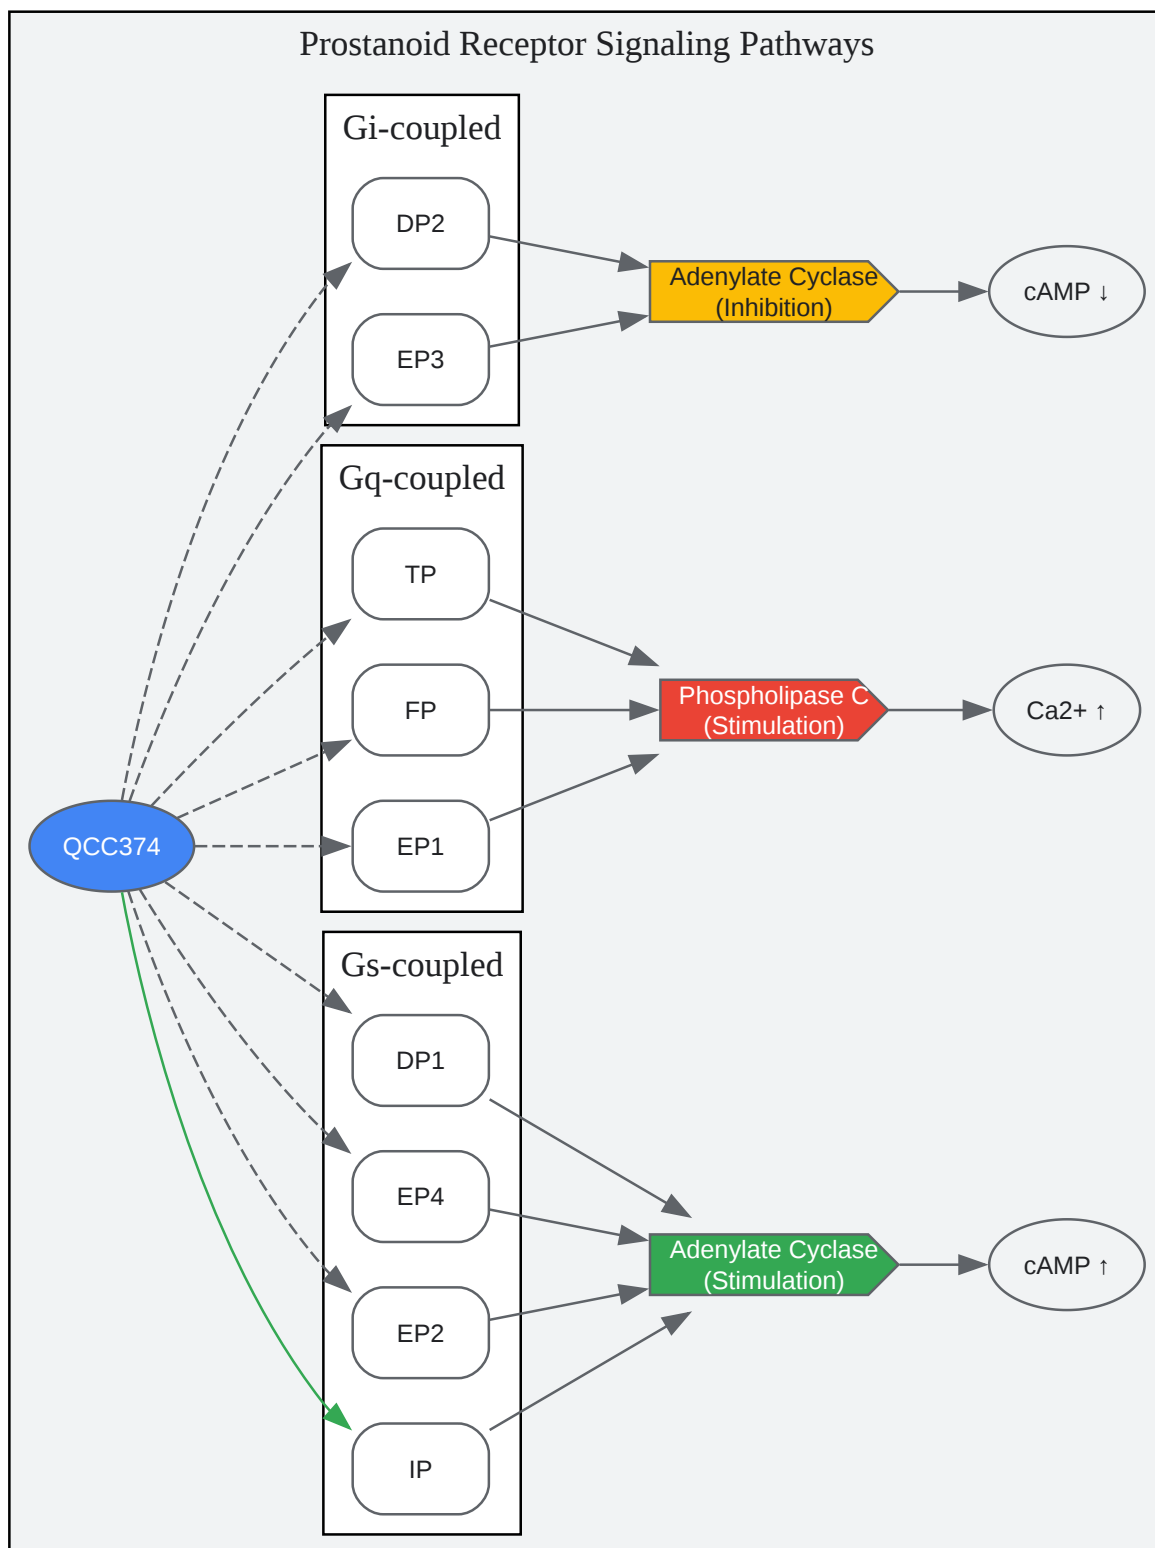 Prostanoid Receptor Signaling Pathways
Gi-coupled
DP2
EP3
Adenylate Cyclase
(Inhibition)
cAMP ↓
Gq-coupled
TP
FP
EP1
Phospholipase C
(Stimulation)
Ca2+ ↑
QCC374
Gs-coupled
DP1
EP4
EP2
IP
Adenylate Cyclase
(Stimulation)
cAMP ↑